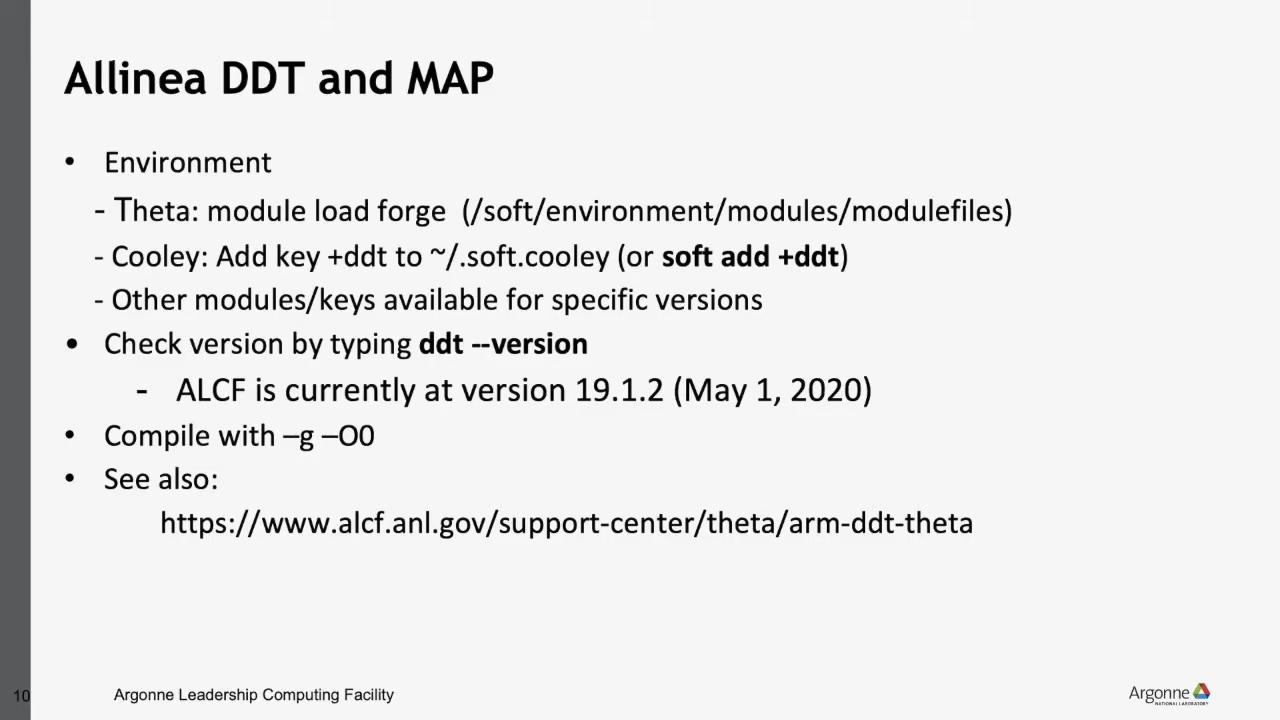 Allinea DDT and MAP
• Environment
- Theta: module load forge (/soft/environment/modules/modulefiles)
- Cooley: Add key +ddt to ~/.soft.cooley (or soft add +ddt)
- Other modules/keys available for specific versions
• Check version by typing ddt --version
- ALCF is currently at version 19.1.2 (May 1, 2020)
• Compile with –g –O0
• See also:
https://www.alcf.anl.gov/support-center/theta/arm-ddt-theta
10
Argonne Leadership Computing Facility
Argonne
NATIONAL LABORATORY